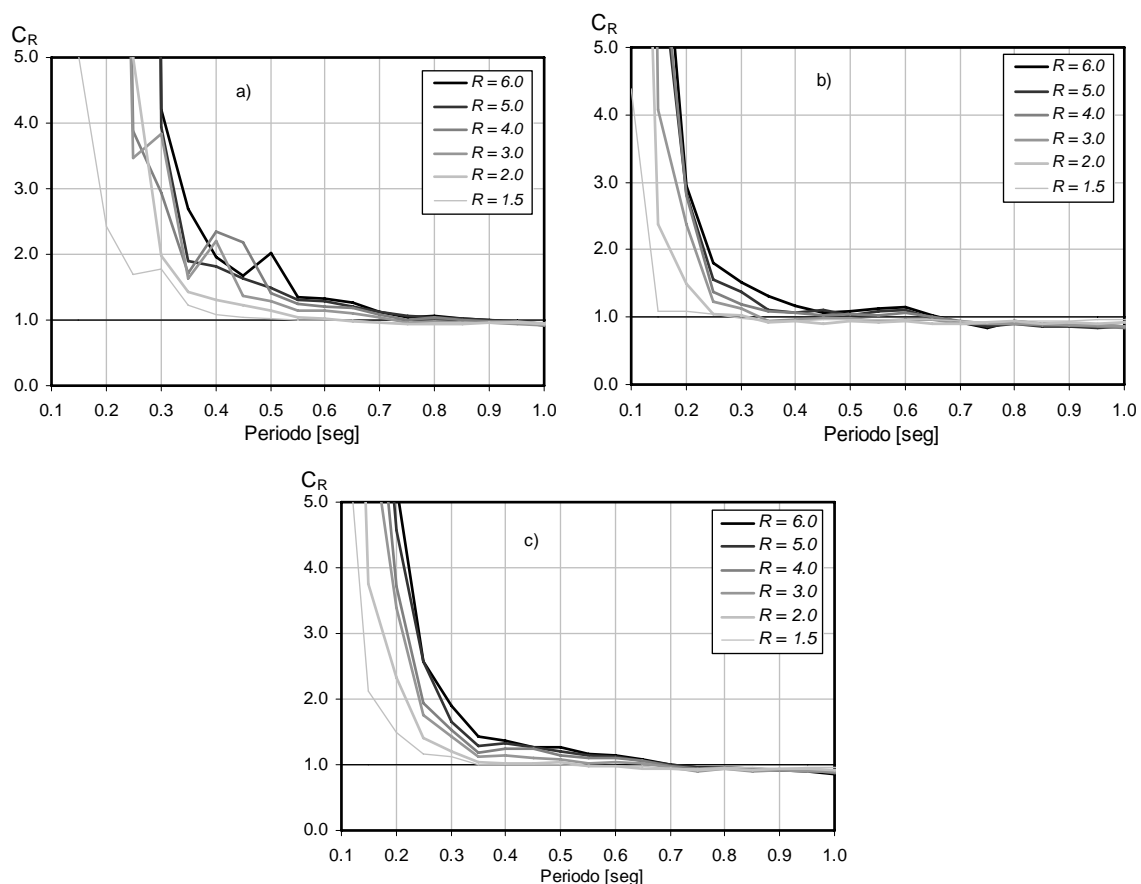 C_R
5.0
4.0
3.0
2.0
1.0
0.0
a)
R = 6.0
R = 5.0
R = 4.0
R = 3.0
R = 2.0
R = 1.5
0.1 0.2 0.3 0.4 0.5 0.6 0.7 0.8 0.9 1.0
Periodo [seg]
C_R
5.0
4.0
3.0
2.0
1.0
0.0
b)
R = 6.0
R = 5.0
R = 4.0
R = 3.0
R = 2.0
R = 1.5
0.1 0.2 0.3 0.4 0.5 0.6 0.7 0.8 0.9 1.0
Periodo [seg]
C_R
5.0
4.0
3.0
2.0
1.0
0.0
c)
R = 6.0
R = 5.0
R = 4.0
R = 3.0
R = 2.0
R = 1.5
0.1 0.2 0.3 0.4 0.5 0.6 0.7 0.8 0.9 1.0
Periodo [seg]